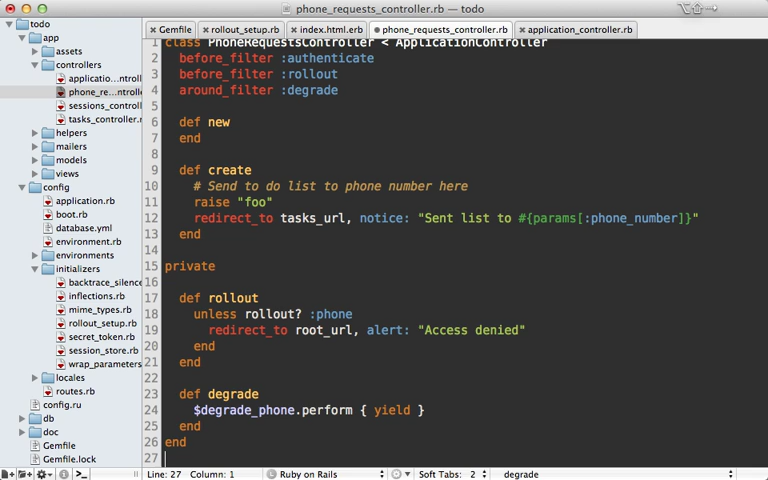 phone_requests_controller.rb — todo
todo
app
assets
controllers
applicatio...ntroll
phone_re...ntrolle
sessions_controll
tasks_controller.r
helpers
mailers
models
views
config
application.rb
boot.rb
database.yml
environment.rb
environments
initializers
backtrace_silence
inflections.rb
mime_types.rb
rollout_setup.rb
secret_token.rb
session_store.rb
wrap_parameters
locales
routes.rb
config.ru
db
doc
Gemfile
Gemfile.lock
Gemfile
rollout_setup.rb
index.html.erb
phone_requests_controller.rb
application_controller.rb
1 class PhoneRequestsController < ApplicationController
2 before_filter :authenticate
3 before_filter :rollout
4 around_filter :degrade
5
6 def new
7 end
8
9 def create
10 # Send to do list to phone number here
11 raise "foo"
12 redirect_to tasks_url, notice: "Sent list to #{params[:phone_number]}"
13 end
14
15 private
16
17 def rollout
18 unless rollout? :phone
19 redirect_to root_url, alert: "Access denied"
20 end
21 end
22
23 def degrade
24 $degrade_phone.perform { yield }
25 end
26 end
27
Line: 27 Column: 1 Ruby on Rails Soft Tabs: 2 degrade